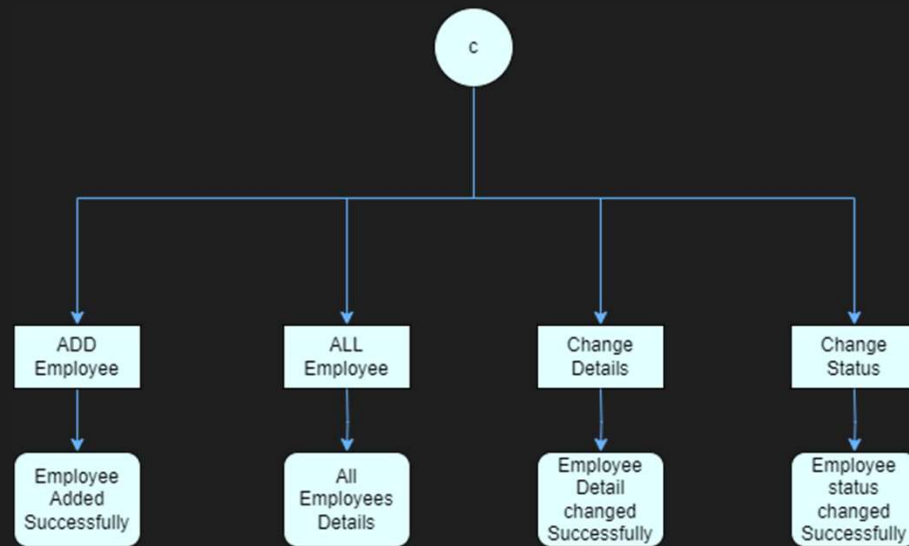 c
ADD
Employee
ALL
Employee
Change
Details
Change
Status
Employee
Added
Successfully
All
Employees
Details
Employee
Detail
changed
Successfully
Employee
status
changed
Successfully